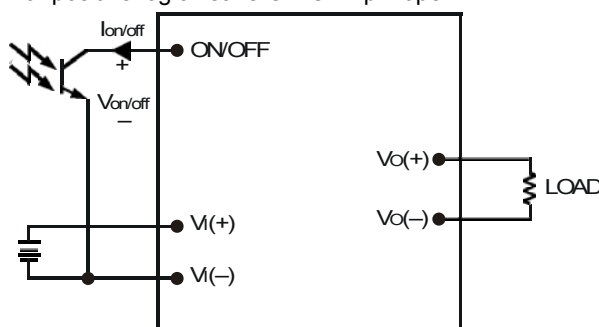 Ion/off
+
ON/OFF
Von/off
–
VO(+)
LOAD
VO(–)
Vi(+)
Vi(–)